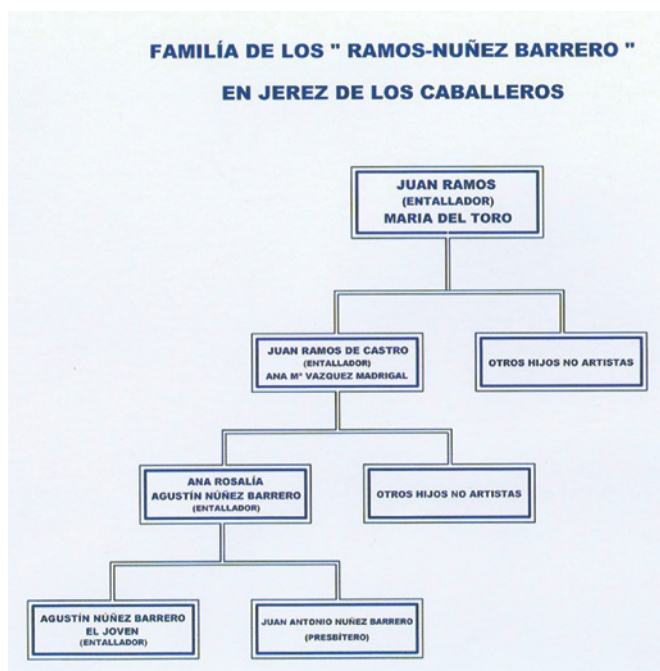 FAMILÍA DE LOS " RAMOS-NUÑEZ BARRERO "
EN JEREZ DE LOS CABALLEROS
JUAN RAMOS
(ENTALLADOR)
MARIA DEL TORO
JUAN RAMOS DE CASTRO
(ENTALLADOR)
ANA Mª VAZQUEZ MADRIGAL
OTROS HIJOS NO ARTISTAS
ANA ROSALÍA
AGUSTÍN NÚÑEZ BARRERO
(ENTALLADOR)
OTROS HIJOS NO ARTISTAS
AGUSTÍN NÚÑEZ BARRERO
EL JOVEN
(ENTALLADOR)
JUAN ANTONIO NUÑEZ BARRERO
(PRESBÍTERO)